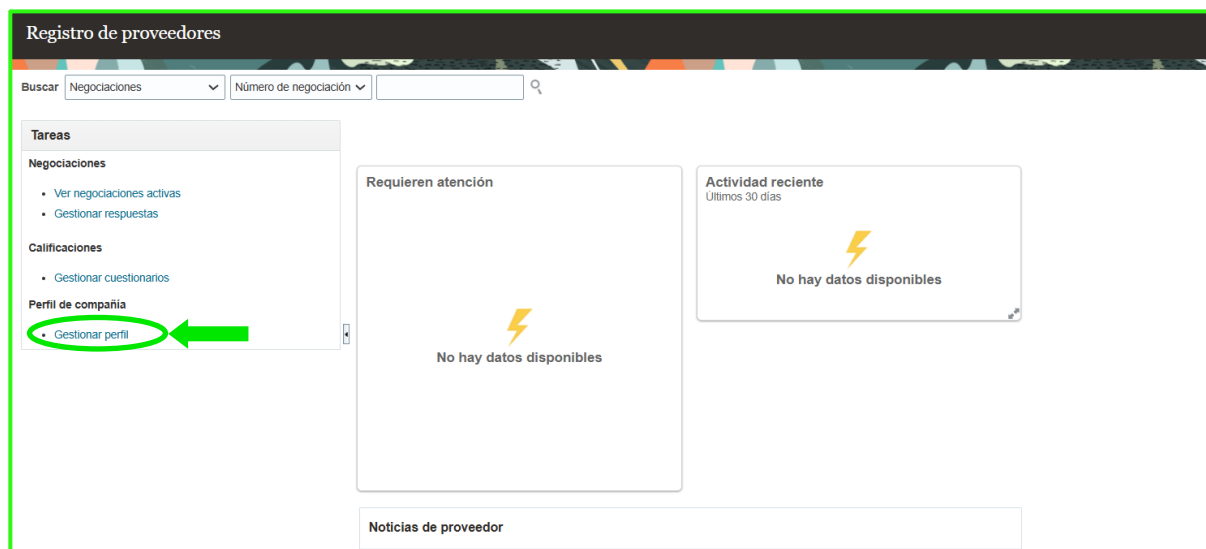 Registro de proveedores
Buscar Negociaciones Número de negociación
Tareas
Negociaciones
Ver negociaciones activas
Gestionar respuestas
Calificaciones
Gestionar cuestionarios
Perfil de compañía
Gestionar perfil
Requieren atención
No hay datos disponibles
Actividad reciente
Últimos 30 días
No hay datos disponibles
Noticias de proveedor